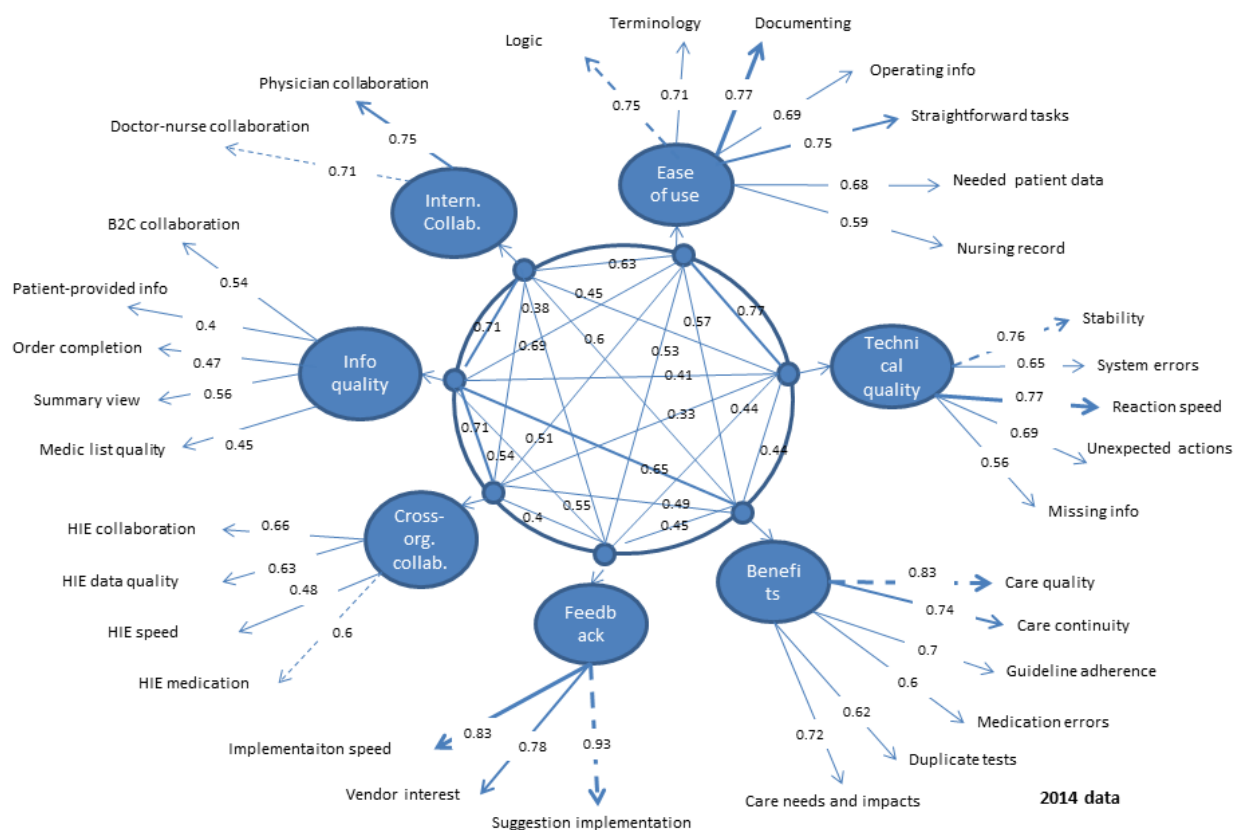 Terminology
Documenting
Logic
Operating info
Physician collaboration
0.75
0.71
0.77
0.69
Straightforward tasks
Doctor-nurse collaboration
0.75
0.75
0.71
Ease
of use
Needed patient data
0.68
Intern.
Collab.
0.59
Nursing record
B2C collaboration
0.54
Patient-provided info
0.4
Order completion
0.47
Info
quality
Summary view
0.56
Medic list quality
0.45
0.63
0.45
0.38
0.77
0.71
0.6
0.57
0.69
0.53
0.41
0.33
0.44
0.71
0.51
0.54
0.44
0.65
0.55
0.49
0.4
0.45
Techni
cal
quality
0.76
Stability
0.65
System errors
0.77
Reaction speed
0.69
Unexpected actions
0.56
Missing info
HIE collaboration
0.66
Cross-
org.
collab.
HIE data quality
0.63
0.48
HIE speed
0.6
HIE medication
Benefi
ts
0.83
Care quality
0.74
Care continuity
0.7
Guideline adherence
0.6
Medication errors
0.62
Duplicate tests
0.72
Care needs and impacts
Feedb
ack
Implementaiton speed
0.83
0.78
0.93
Vendor interest
Suggestion implementation
2014 data